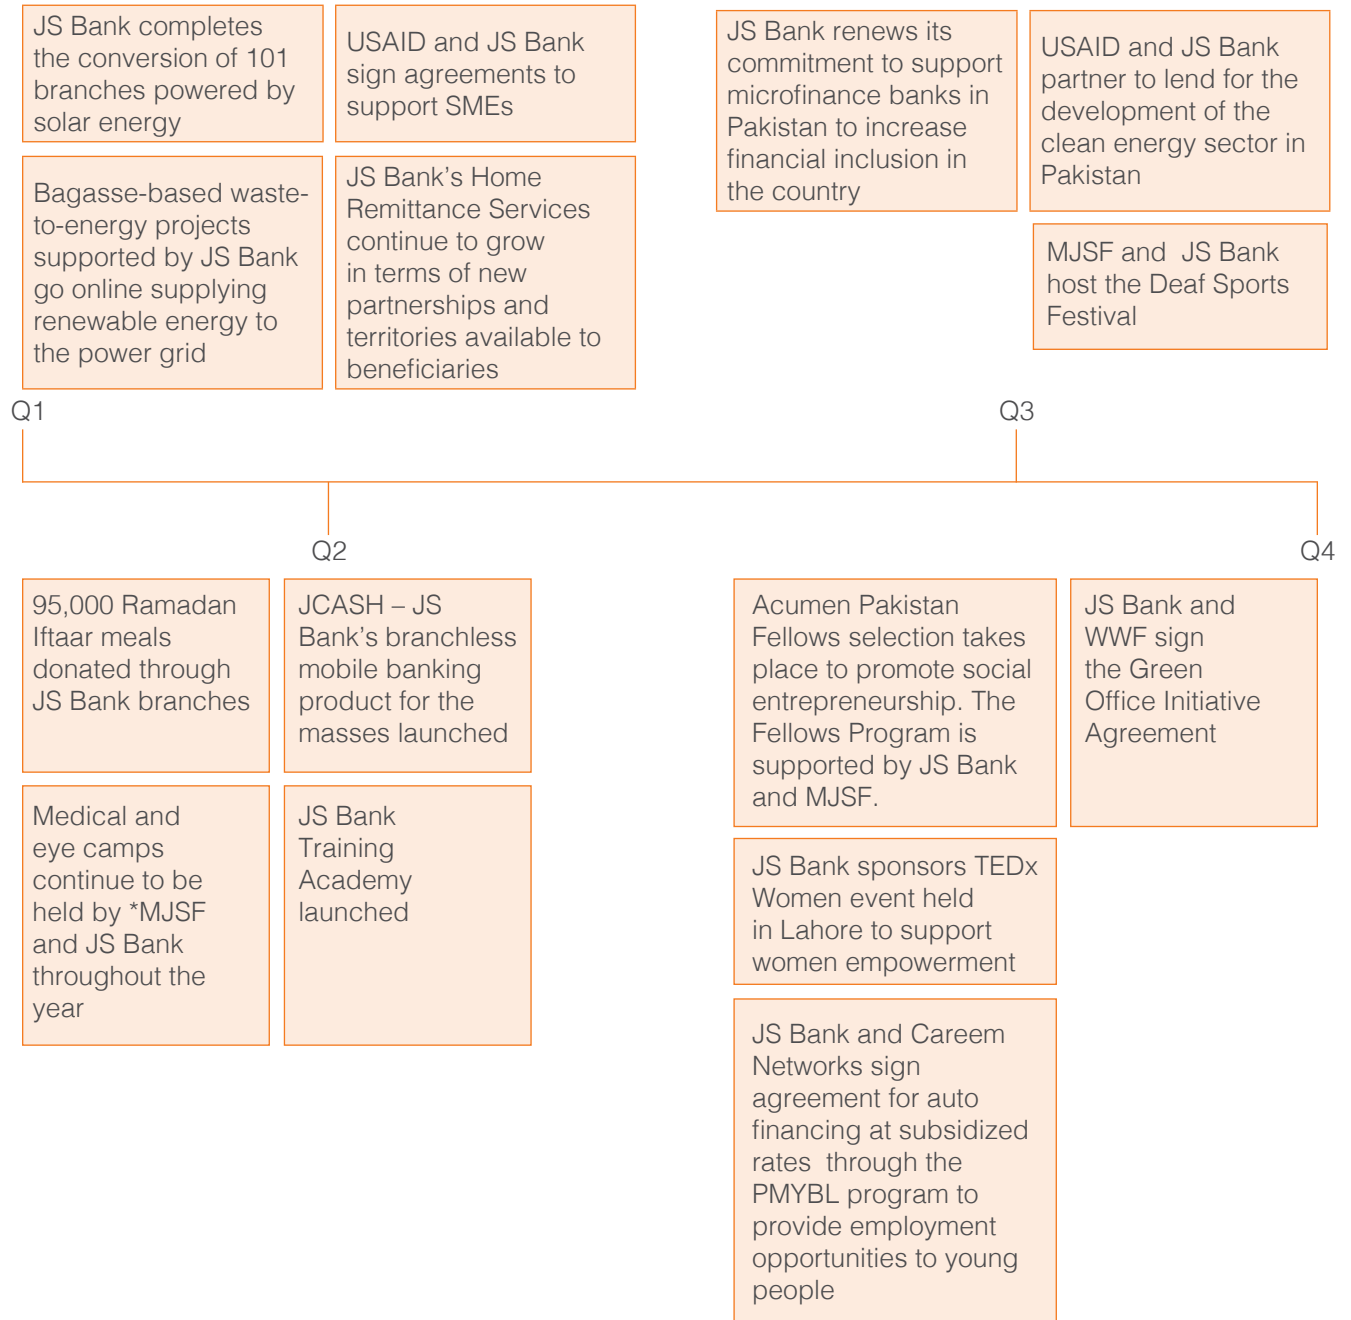 JS Bank completes
the conversion of 101
branches powered by
solar energy
USAID and JS Bank
sign agreements to
support SMEs
Bagasse-based waste-
to-energy projects
supported by JS Bank
go online supplying
renewable energy to
the power grid
JS Bank’s Home
Remittance Services
continue to grow
in terms of new
partnerships and
territories available to
beneficiaries
JS Bank renews its
commitment to support
microfinance banks in
Pakistan to increase
financial inclusion in
the country
USAID and JS Bank
partner to lend for the
development of the
clean energy sector in
Pakistan
MJSF and  JS Bank
host the Deaf Sports
Festival
Q1
Q3
Q2
Q4
95,000 Ramadan
Iftaar meals
donated through
JS Bank branches
JCASH – JS
Bank’s branchless
mobile banking
product for the
masses launched
Medical and
eye camps
continue to be
held by *MJSF
and JS Bank
throughout the
year
JS Bank
Training
Academy
launched
Acumen Pakistan
Fellows selection takes
place to promote social
entrepreneurship. The
Fellows Program is
supported by JS Bank
and MJSF.
JS Bank and
WWF sign
the Green
Office Initiative
Agreement
JS Bank sponsors TEDx
Women event held
in Lahore to support
women empowerment
JS Bank and Careem
Networks sign
agreement for auto
financing at subsidized
rates  through the
PMYBL program to
provide employment
opportunities to young
people